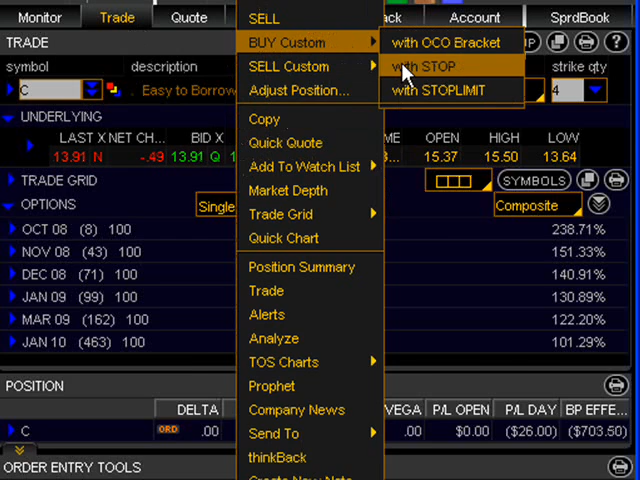 Monitor Trade Quote SELL ack Account SprdBook
TRADE BUY Custom with OCO Bracket UP
symbol description SELL Custom with STOP strike qty
C Easy to Borrow Adjust Position... with STOPLIMIT 4
UNDERLYING Copy
LAST X NET CH... BID X Quick Quote ME OPEN HIGH LOW
13.91 N -.49 13.91 Q 3... 15.37 15.50 13.64
Add To Watch List
TRADE GRID Market Depth SYMBOLS
OPTIONS Single Trade Grid Composite
OCT 08 (8) 100 238.71%
Quick Chart
NOV 08 (43) 100 151.33%
DEC 08 (71) 100 Position Summary 140.91%
JAN 09 (99) 100 Trade 130.89%
MAR 09 (162) 100 Alerts 122.20%
JAN 10 (463) 100 Analyze 101.29%
TOS Charts
POSITION Prophet
DELTA Company News VEGA P/L OPEN P/L DAY BP EFFE...
C ORD .00 Send To .00 $0.00 ($26.00) ($703.50)
thinkBack
ORDER ENTRY TOOLS
Create New Note